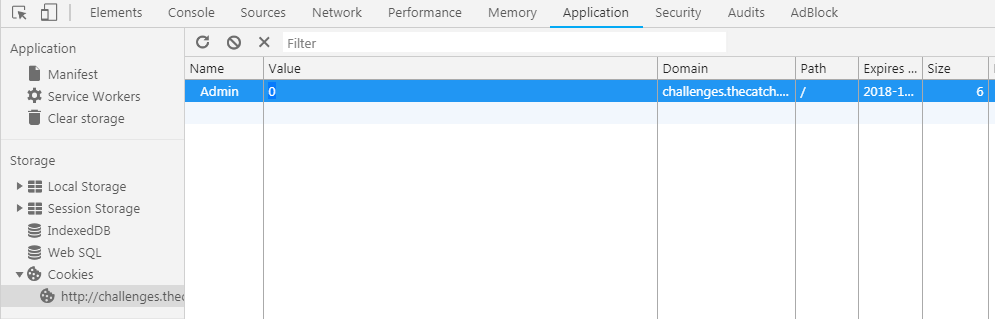 Elements Console Sources Network Performance Memory Application Security Audits AdBlock
Application
Manifest
Service Workers
Clear storage
Storage
Local Storage
Session Storage
IndexedDB
Web SQL
Cookies
http://challenges.thec
Filter
Name Value Domain Path Expires ... Size
Admin 0 challenges.thecatch.... / 2018-1... 6